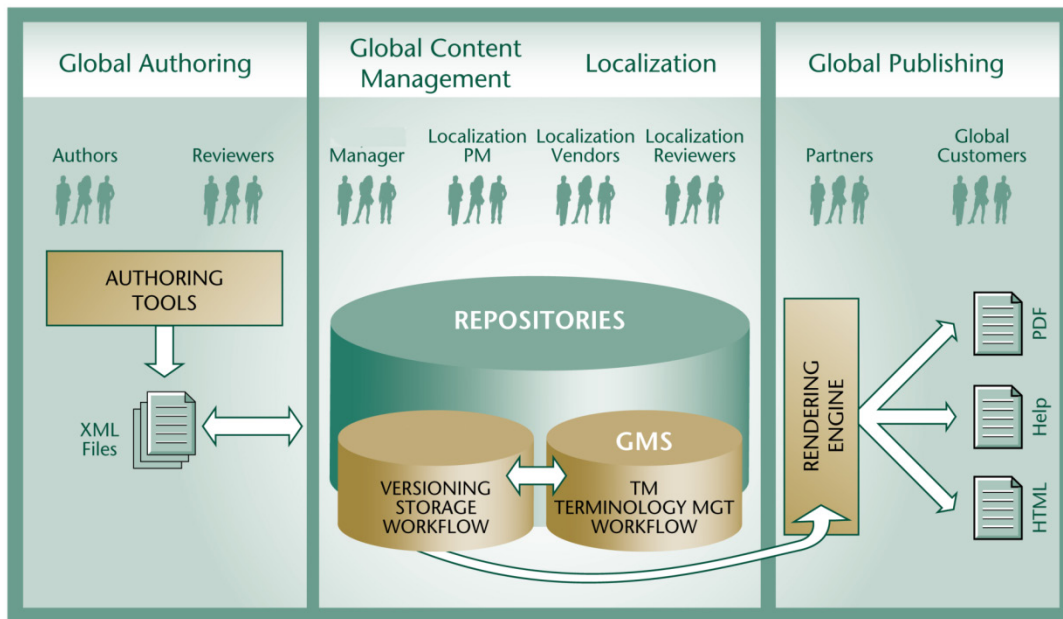 Global Authoring
Global Content
Management
Localization
Global Publishing
Authors
Reviewers
Manager
Localization
PM
Localization
Vendors
Localization
Reviewers
Partners
Global
Customers
AUTHORING
TOOLS
XML
Files
REPOSITORIES
VERSIONING
STORAGE
WORKFLOW
GMS
TM
TERMINOLOGY MGT
WORKFLOW
RENDERING
ENGINE
PDF
Help
HTML